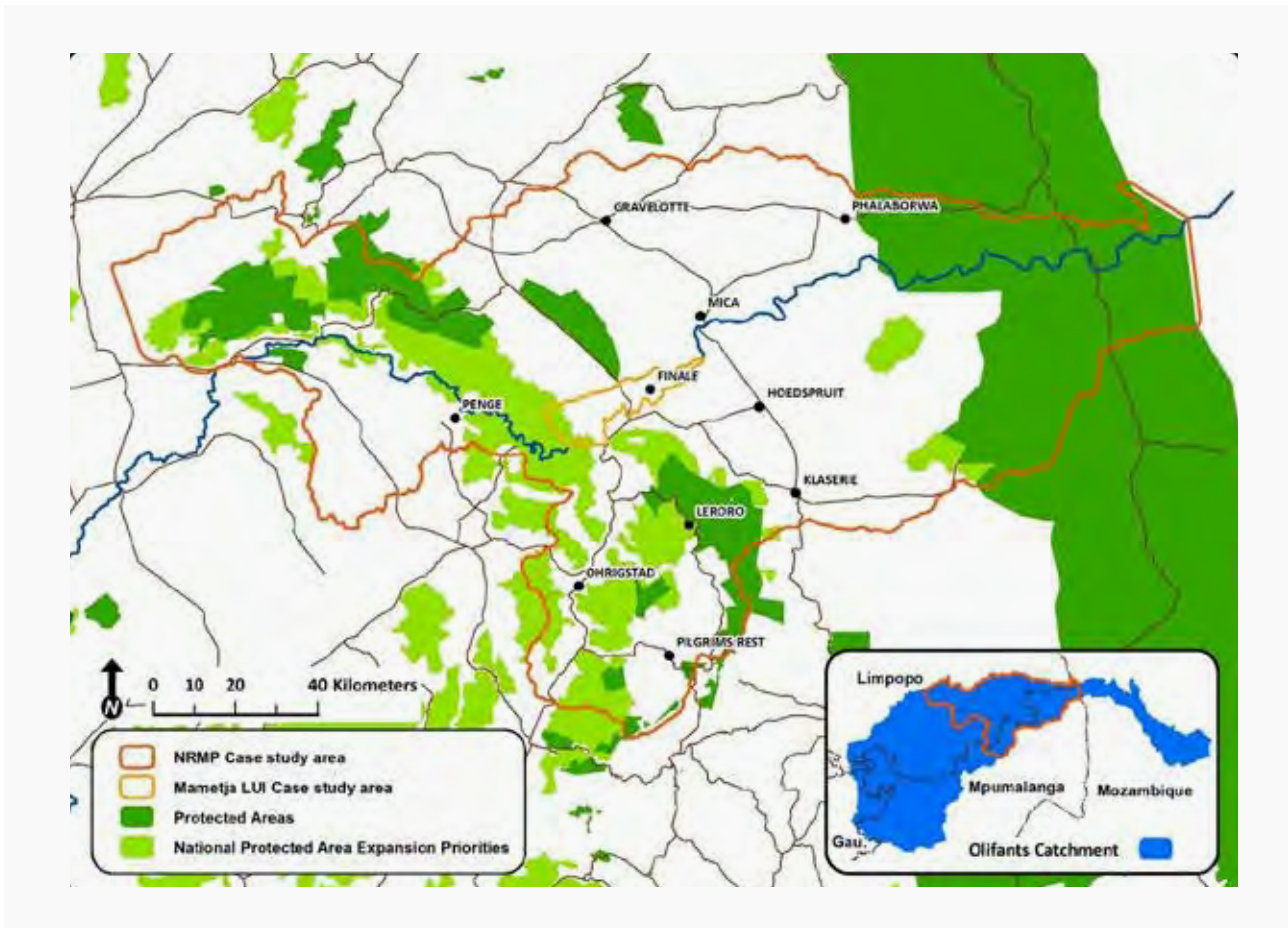 GRAVELOTTE
PHALABORWA
MICA
FINALE
HOEDSPRUIT
PENGE
KLASERIE
LERORO
OHRIGSTAD
PILGRIMS REST
N
0 10 20 40 Kilometers
NRMP Case study area
Mametja LUI Case study area
Protected Areas
National Protected Area Expansion Priorities
Limpopo
Mpumalanga
Mozambique
Gau.
Olifants Catchment